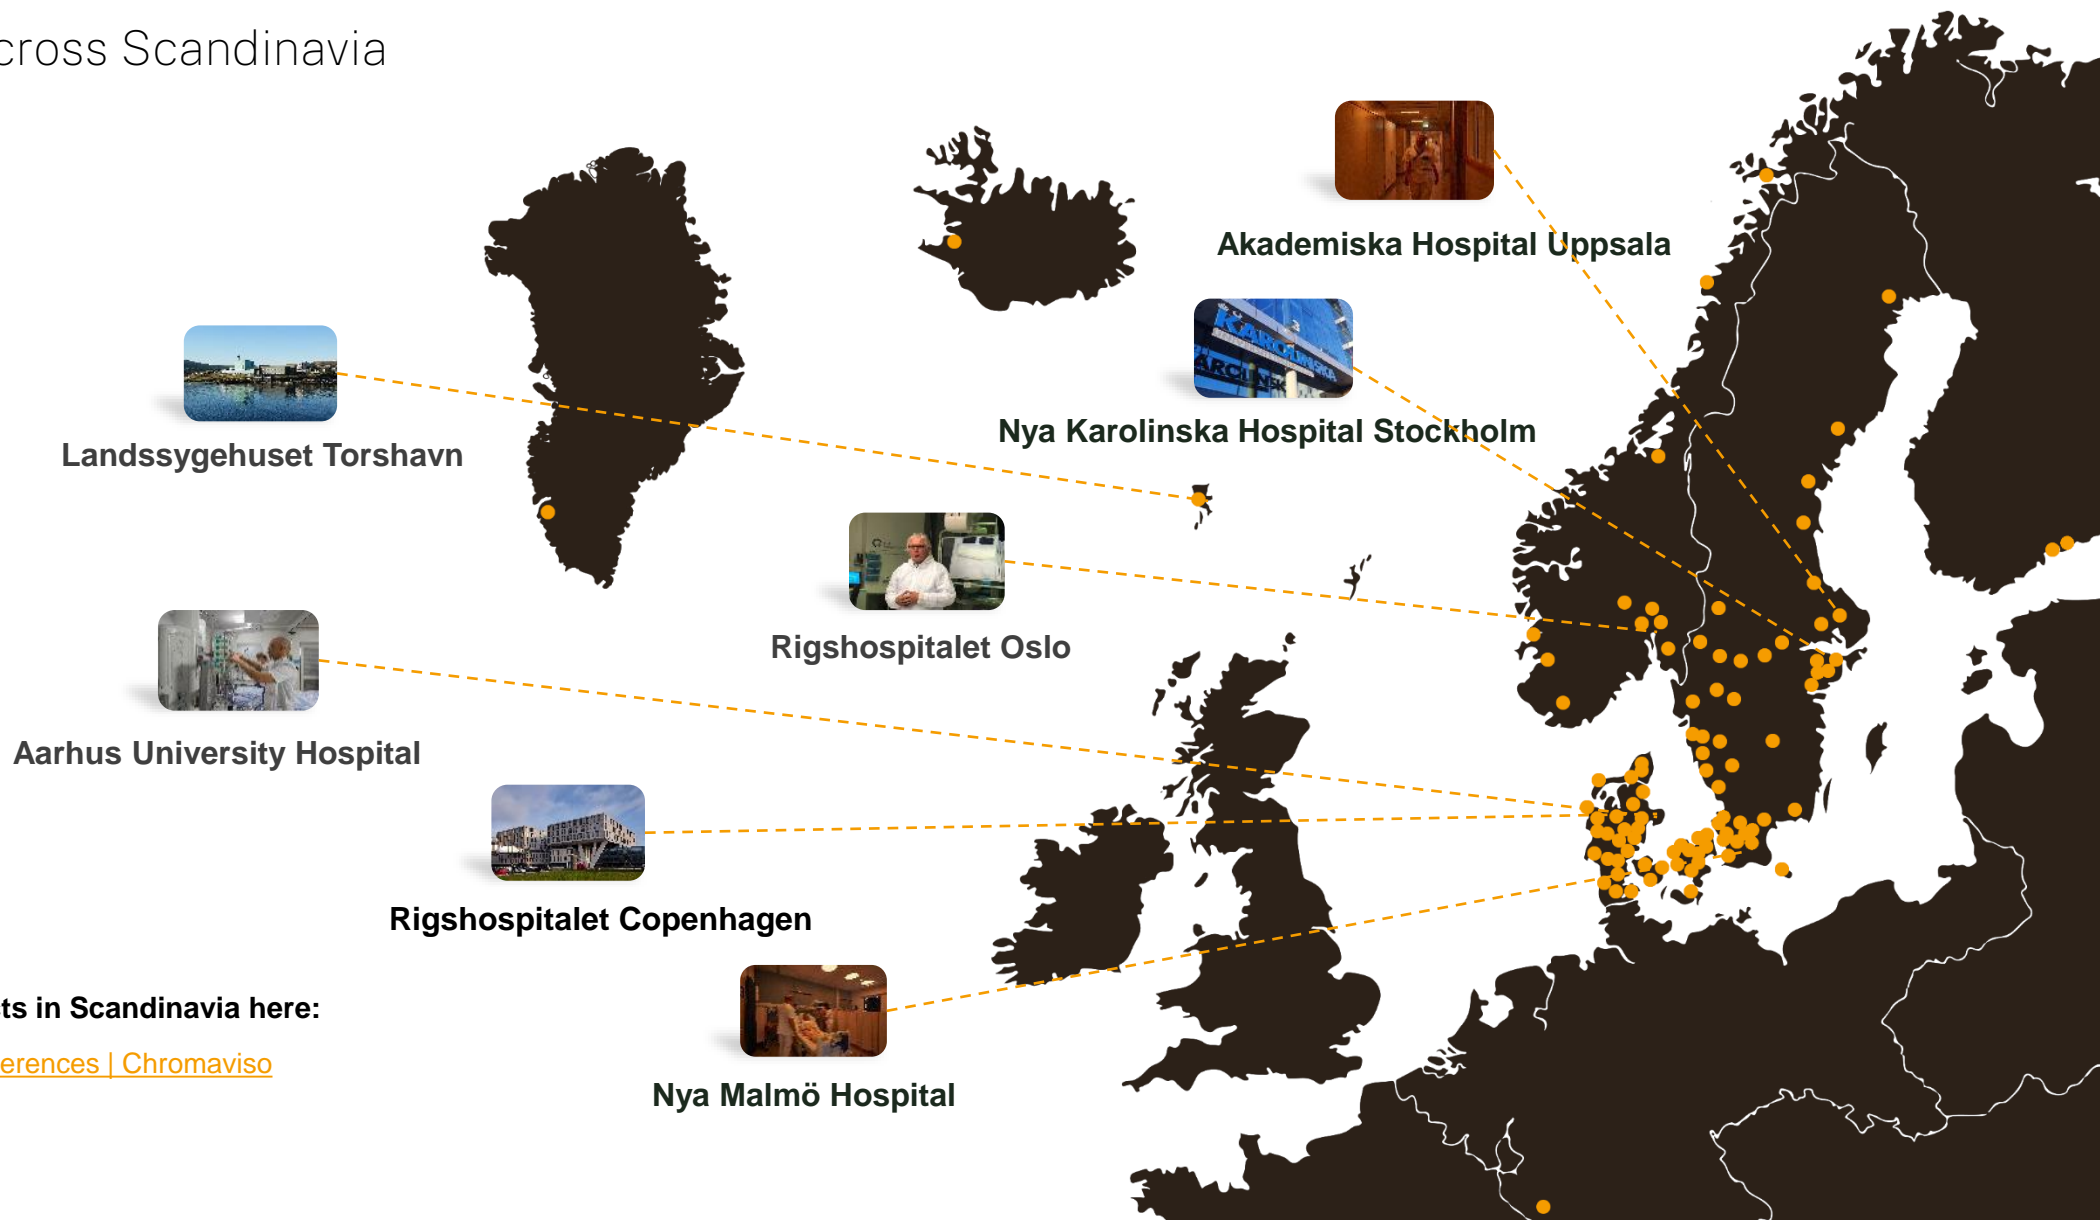 cross Scandinavia
Akademiska Hospital Uppsala
KAROLINSKA
Nya Karolinska Hospital Stockholm
Landssygehuset Torshavn
Rigshospitalet Oslo
Aarhus University Hospital
Rigshospitalet Copenhagen
ts in Scandinavia here:
erences | Chromaviso
Nya Malmö Hospital